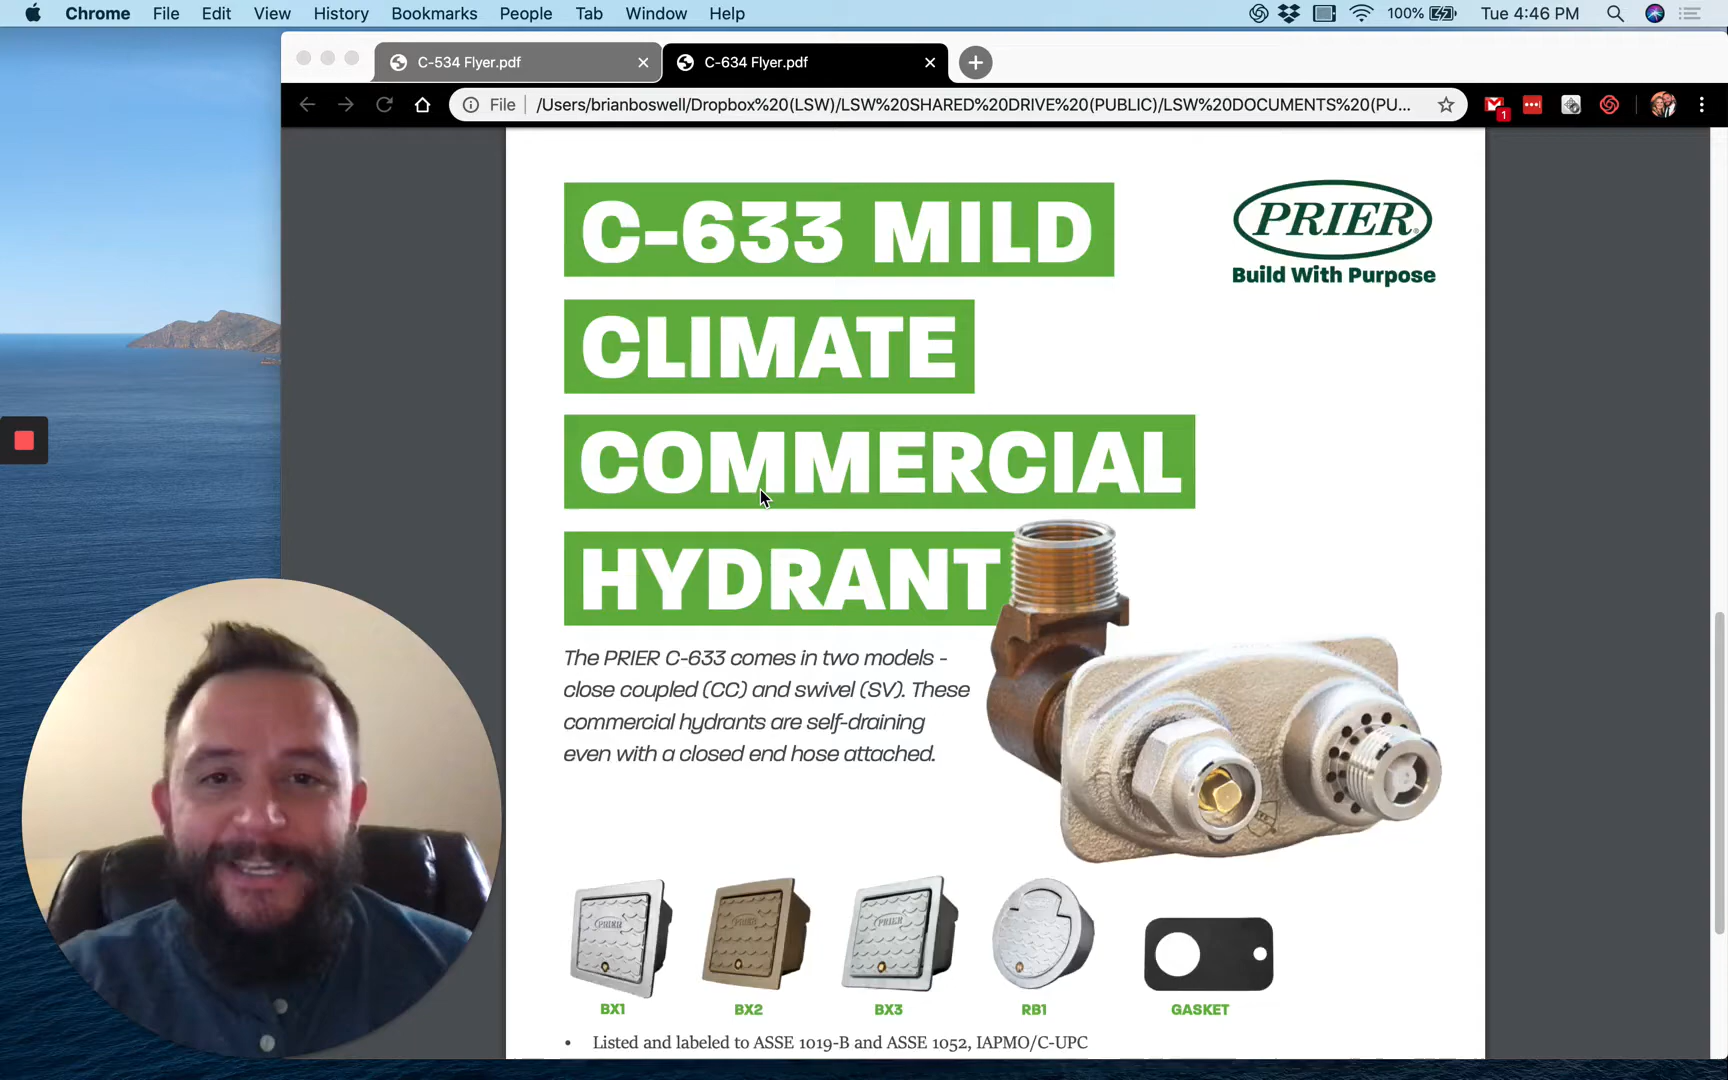 Chrome File Edit View History Bookmarks People Tab Window Help 100% Tue 4:46 PM
C-534 Flyer.pdf C-634 Flyer.pdf
File /Users/brianboswell/Dropbox%20(LSW)/LSW%20SHARED%20DRIVE%20(PUBLIC)/LSW%20DOCUMENTS%20(PU...
1
C-633 MILD
CLIMATE
COMMERCIAL
HYDRANT
PRIER
Build With Purpose
The PRIER C-633 comes in two models -
close coupled (CC) and swivel (SV). These
commercial hydrants are self-draining
even with a closed end hose attached.
PRIER PRIER PRIER
BX1 BX2 BX3 RB1 GASKET
• Listed and labeled to ASSE 1019-B and ASSE 1052, IAPMO/C-UPC